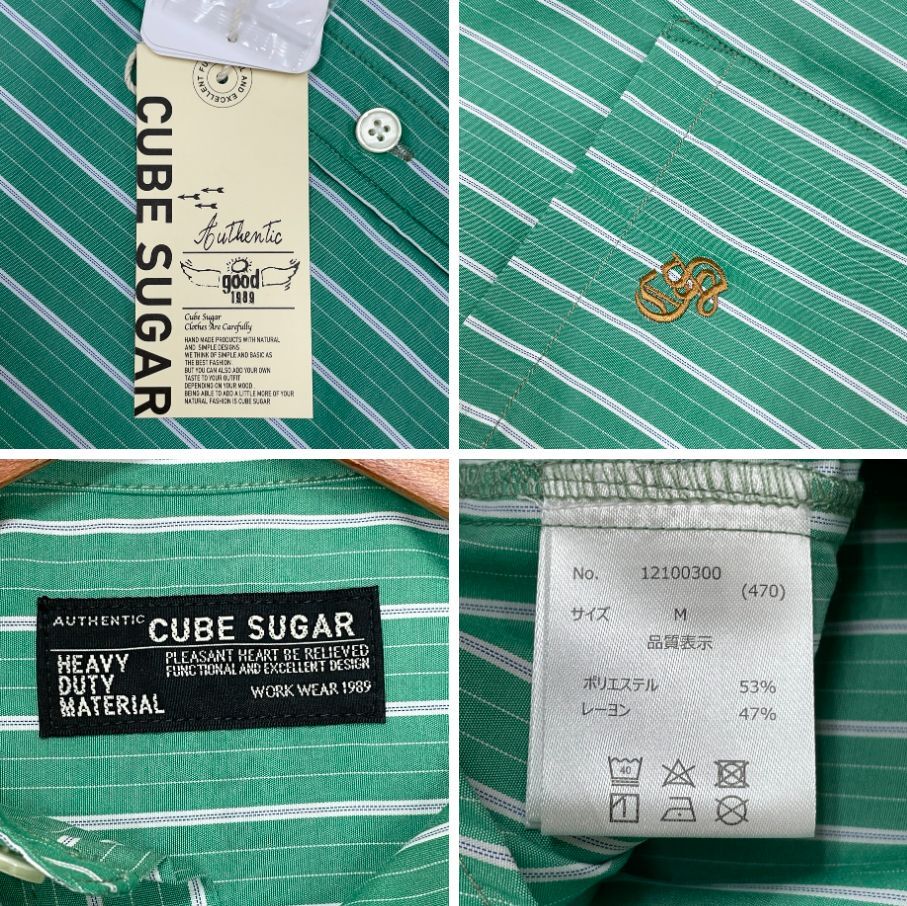 AND EXCELLENT FU
CUBE SUGAR
Authentic
good
1989
Cube Sugar
Clothes Are Carefully
HAND MADE PRODUCTS WITH NATURAL
AND SIMPLE DESIGNS
WE THINK OF SIMPLE AND BASIC AS
THE BEST FASHION
BUT YOU CAN ALSO ADD YOUR OWN
TASTE TO YOUR OUTFIT
DEPENDING ON YOUR MOOD.
BEING ABLE TO ADD A LITTLE MORE OF YOUR
NATURAL FASHION IS CUBE SUGAR
AUTHENTIC CUBE SUGAR
HEAVY
DUTY
MATERIAL
PLEASANT HEART BE RELIEVED
FUNCTIONAL AND EXCELLENT DESIGN
WORK WEAR 1989
No. 12100300
(470)
サイズ M
品質表示
ポリエステル 53%
レーヨン 47%
40